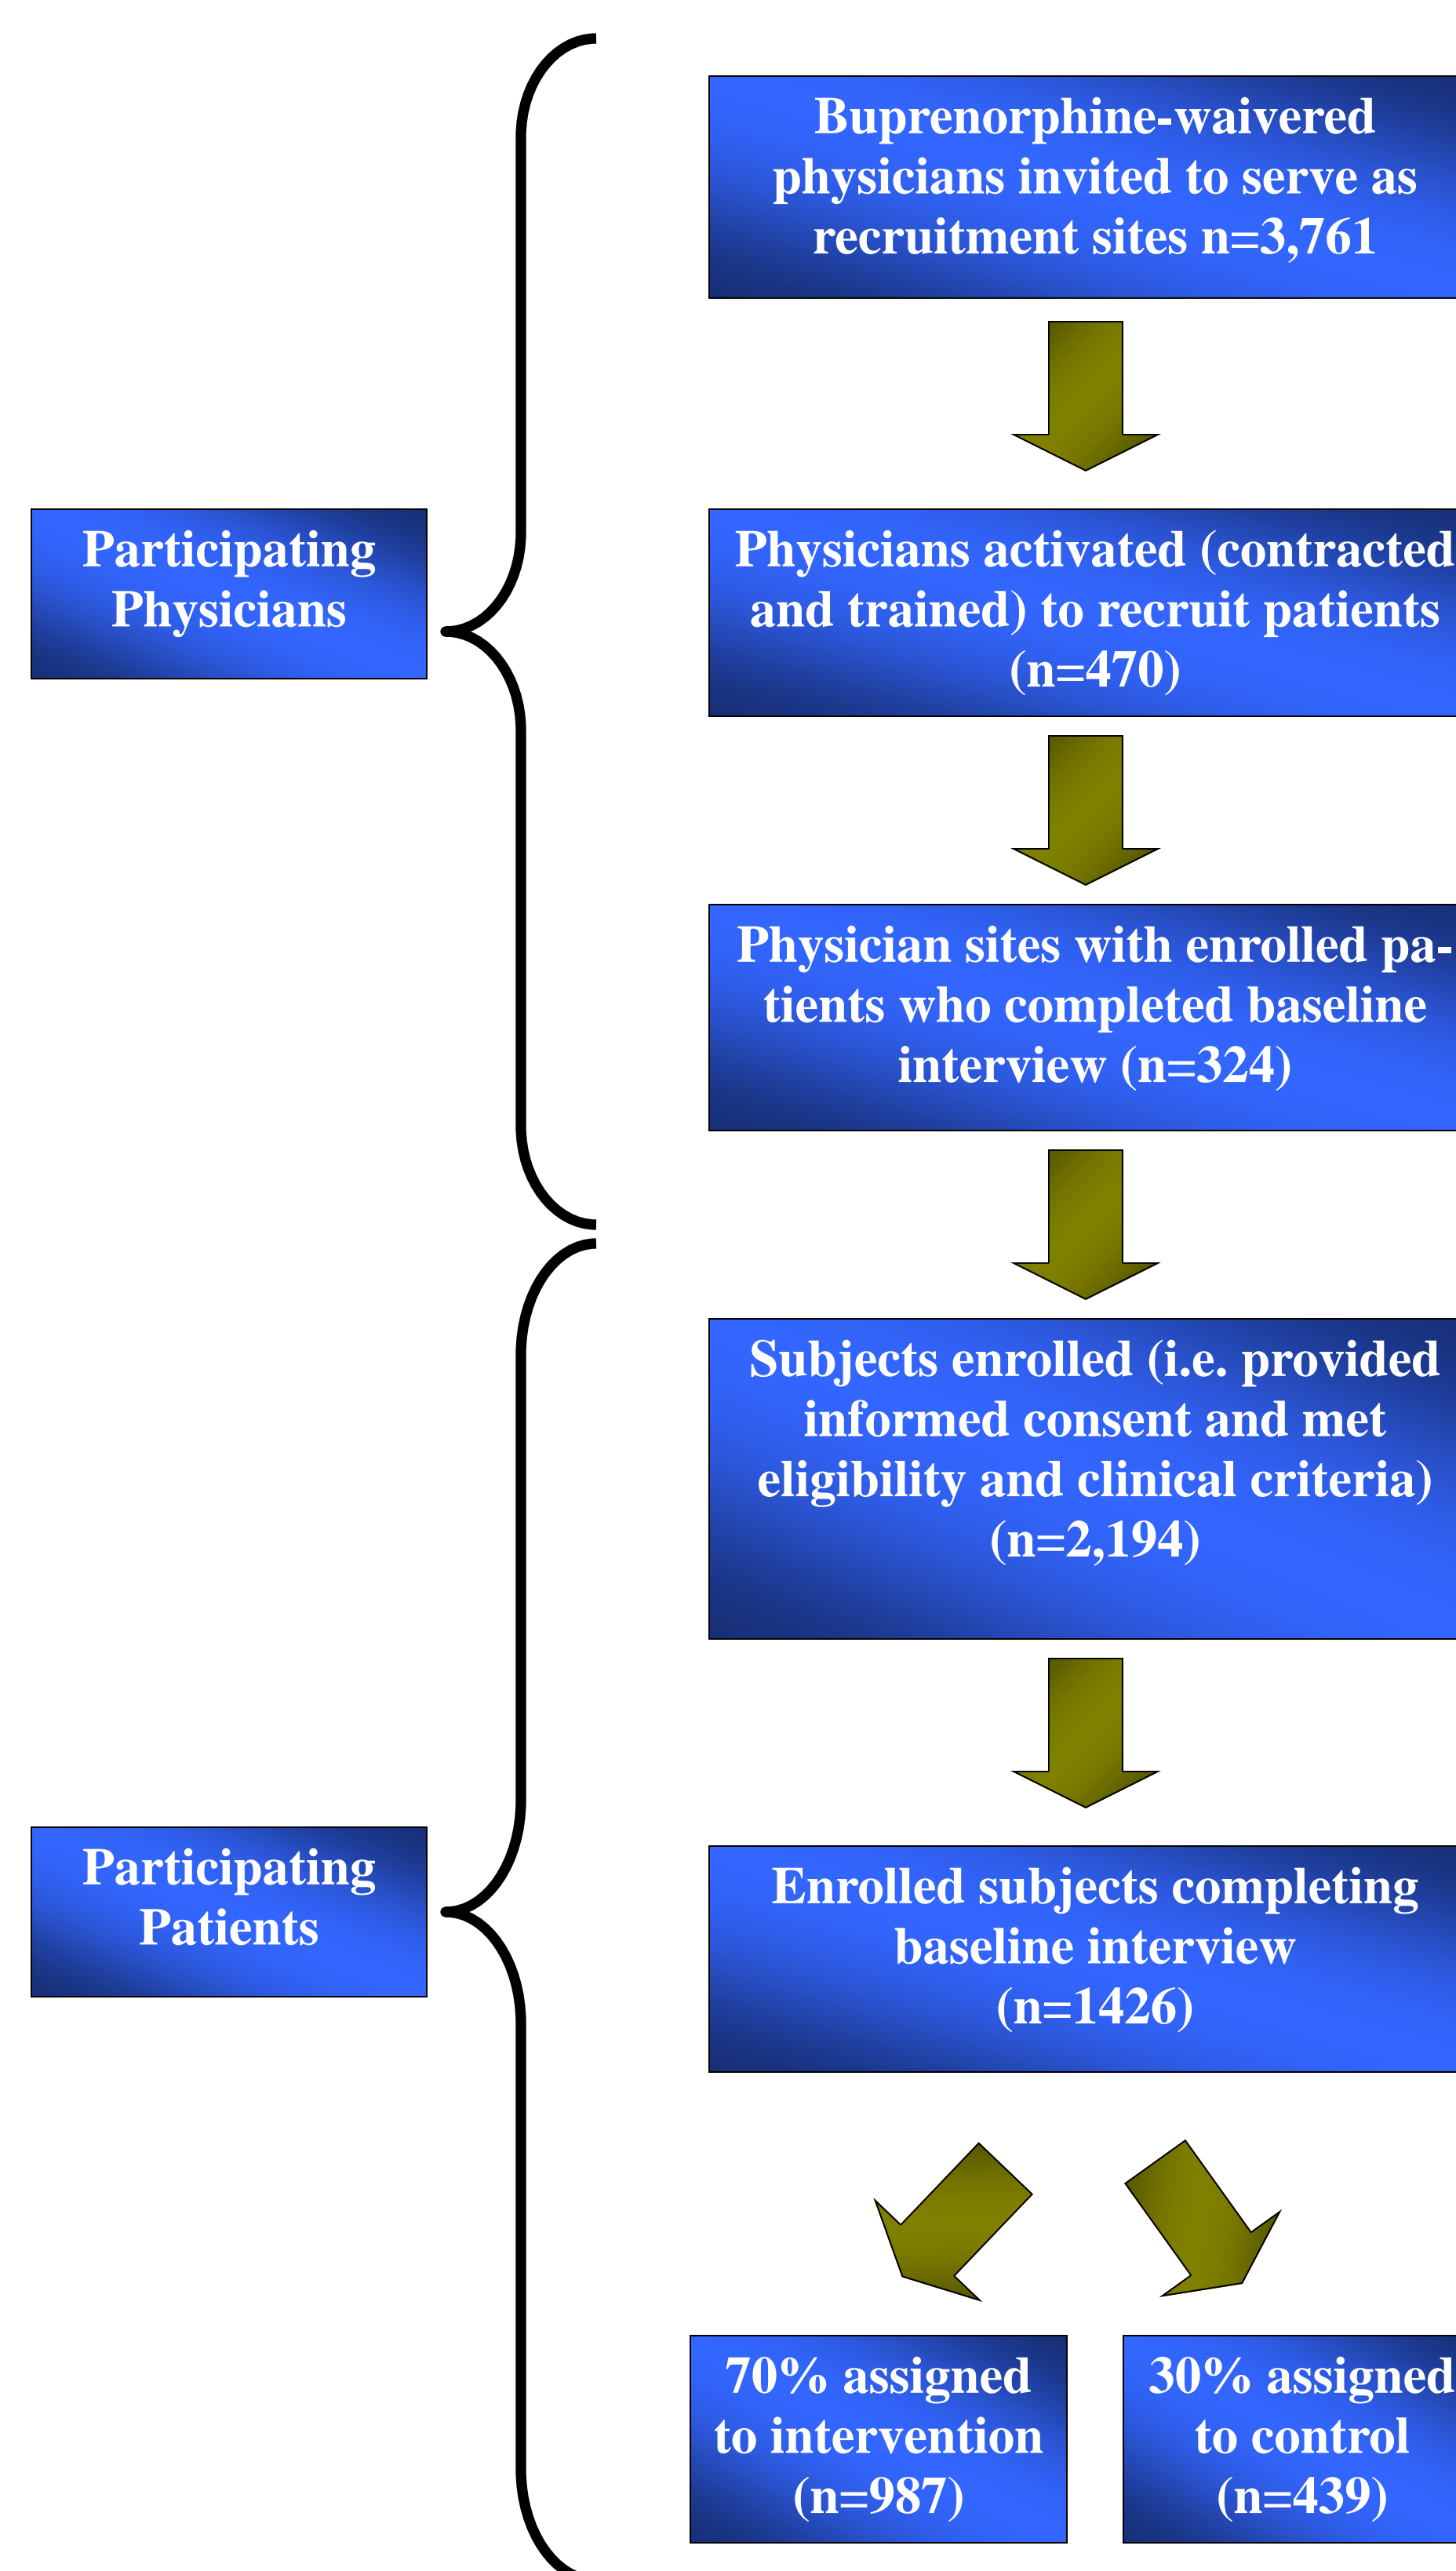 Buprenorphine-waivered
physicians invited to serve as
recruitment sites n=3,761
Participating
Physicians
Physicians activated (contracted
and trained) to recruit patients
(n=470)
Physician sites with enrolled pa-
tients who completed baseline
interview (n=324)
Subjects enrolled (i.e. provided
informed consent and met
eligibility and clinical criteria)
(n=2,194)
Participating
Patients
Enrolled subjects completing
baseline interview
(n=1426)
70% assigned
to intervention
(n=987)
30% assigned
to control
(n=439)